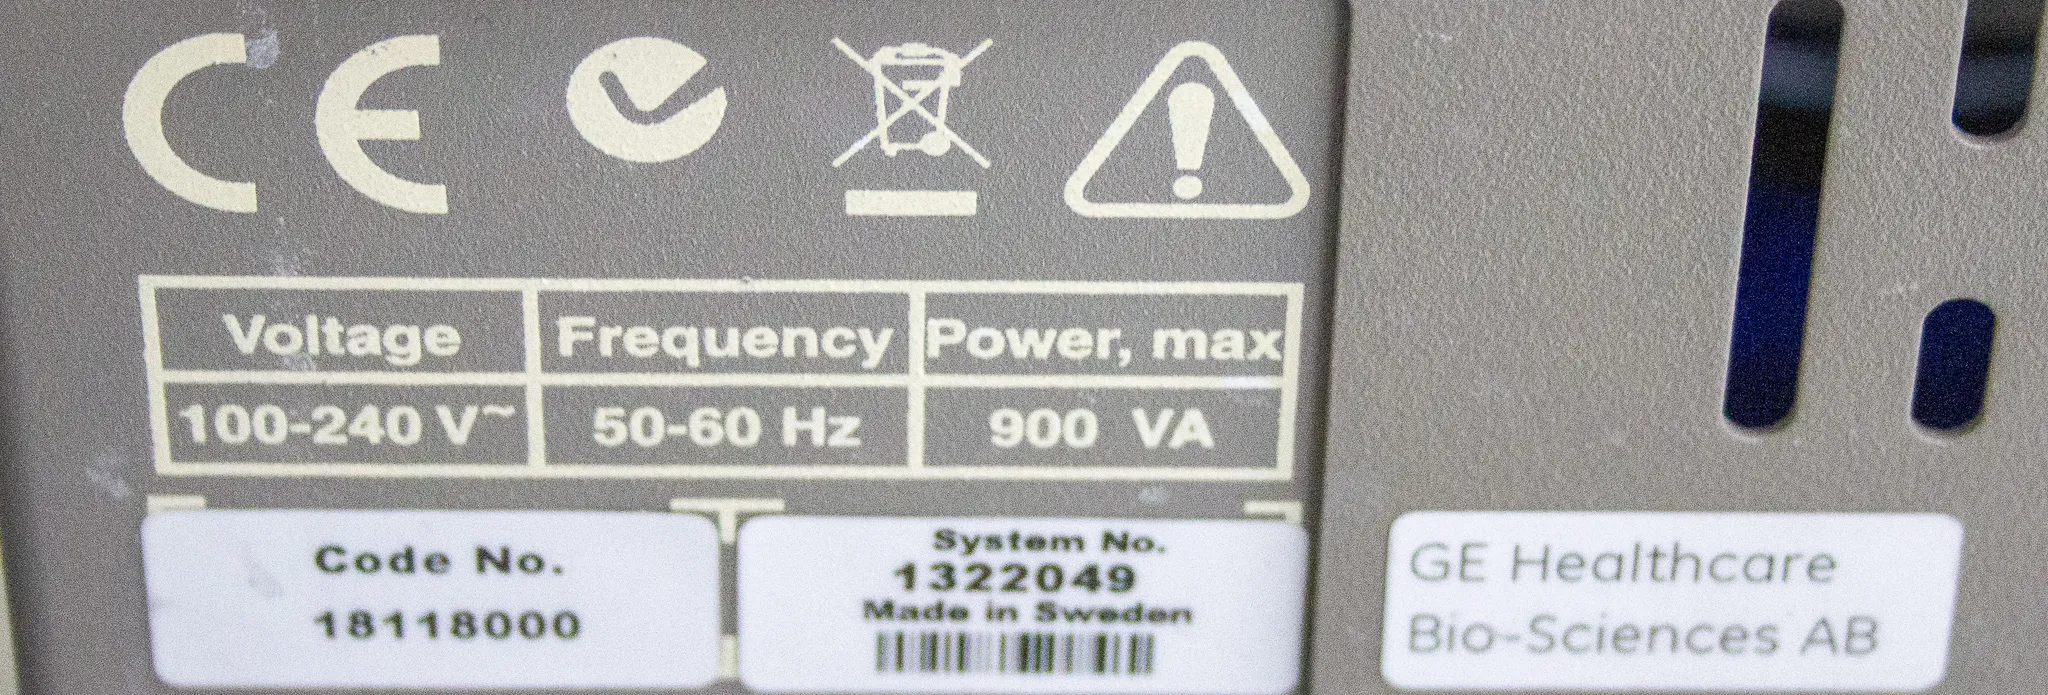 CE
Voltage Frequency Power, max
100-240 V~ 50-60 Hz 900 VA
Code No.
18118000
System No.
1322049
Made in Sweden
GE Healthcare
Bio-Sciences AB